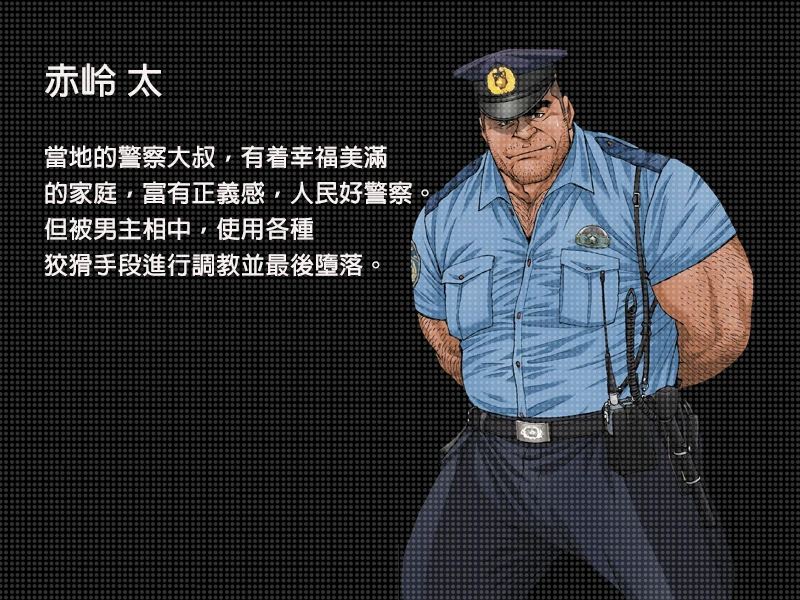 赤岭 太
當地的警察大叔，有着幸福美滿
的家庭，富有正義感，人民好警察。
但被男主相中，使用各種
狡猾手段進行調教並最後墮落。